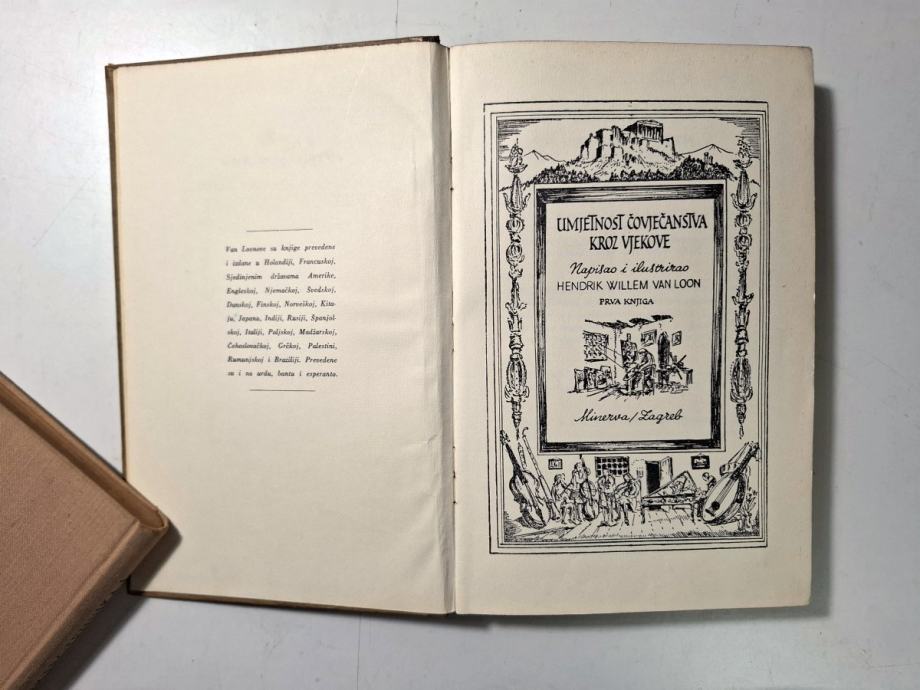 Van Loonove su knjige prevedene
i izdane u Holandiji, Francuskoj,
Sjedinjenim državama Amerike,
Engleskoj, Njemačkoj, Švedskoj,
Danskoj, Finskoj, Norveškoj, Kita-
ju, Japanu, Indiji, Rusiji, Španjol-
skoj, Italiji, Poljskoj, Madžarskoj,
Čehoslovačkoj, Grčkoj, Palestini,
Rumunjskoj i Braziliji. Prevedene
su i na urdu, bantu i esperanto.
UMJETNOST ČOVJEČANSTVA
KROZ VJEKOVE
Napisao i ilustrirao
HENDRIK WILLEM VAN LOON
PRVA KNJIGA
Minerva/Zagreb